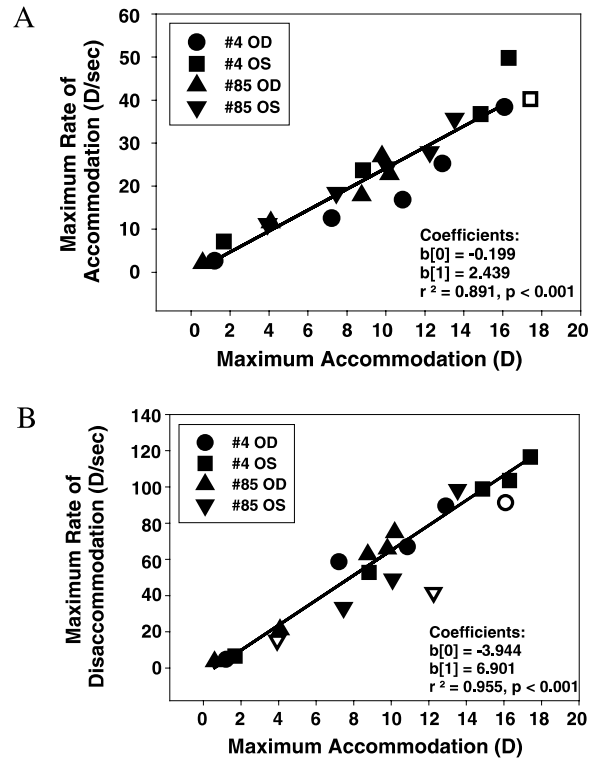 A
Maximum Rate of
Accommodation (D/sec)
60
50
40
30
20
10
0
#4 OD
#4 OS
#85 OD
#85 OS
Coefficients:
b[0] = -0.199
b[1] = 2.439
r ² = 0.891, p < 0.001
0 2 4 6 8 10 12 14 16 18 20
Maximum Accommodation (D)
B
Maximum Rate of
Disaccommodation (D/sec)
140
120
100
80
60
40
20
0
#4 OD
#4 OS
#85 OD
#85 OS
Coefficients:
b[0] = -3.944
b[1] = 6.901
r ² = 0.955, p < 0.001
0 2 4 6 8 10 12 14 16 18 20
Maximum Accommodation (D)